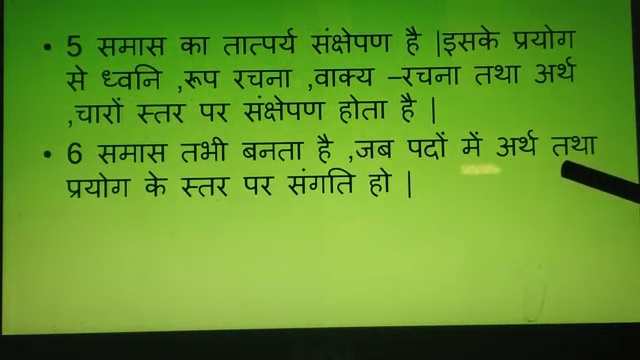 • 5 समास का तात्पर्य संक्षेपण है |इसके प्रयोग
से ध्वनि ,रूप रचना ,वाक्य –रचना तथा अर्थ
,चारों स्तर पर संक्षेपण होता है |
• 6 समास तभी बनता है ,जब पदों में अर्थ तथा
प्रयोग के स्तर पर संगति हो |